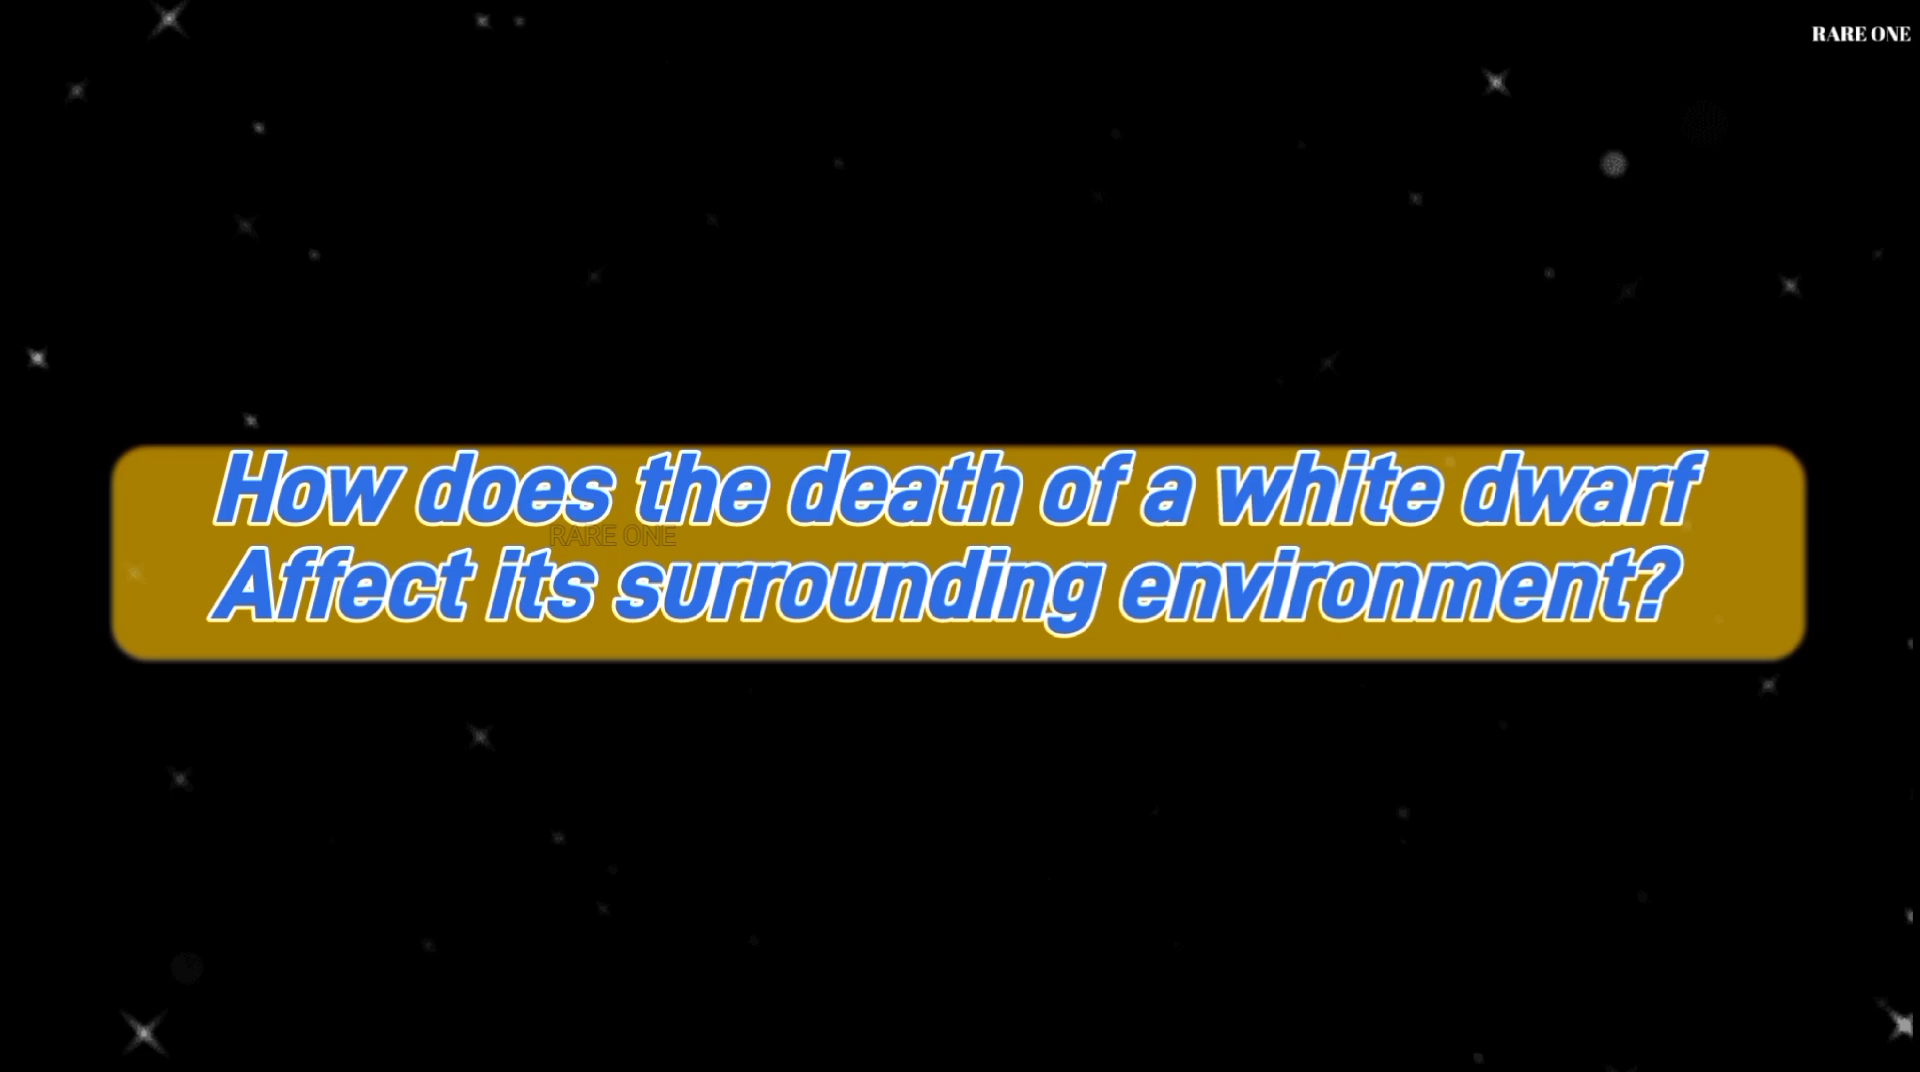 RARE ONE
How does the death of a white dwarf
RARE ONE
Affect its surrounding environment?